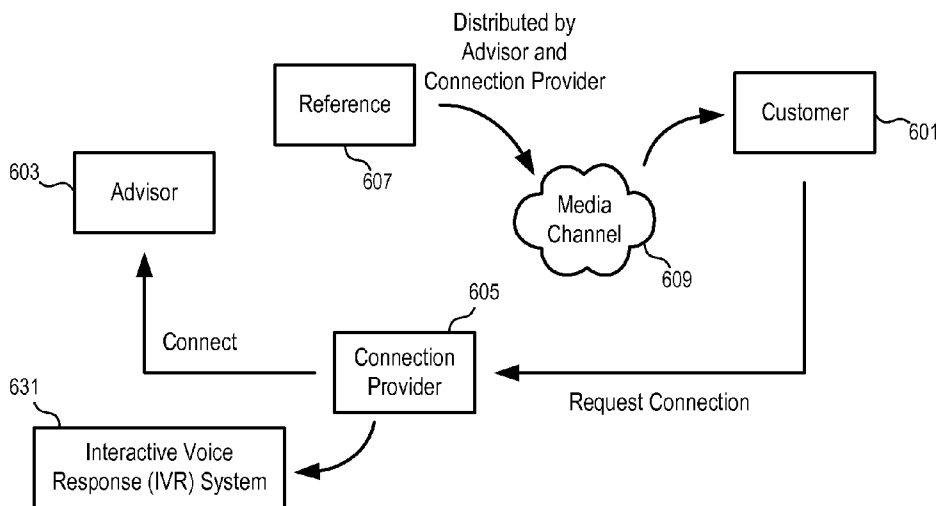 Distributed by
Advisor and
Connection Provider
Reference
607
Customer
601
603
Advisor
Media
Channel
609
605
Connect
Connection
Provider
Request Connection
631
Interactive Voice
Response (IVR) System